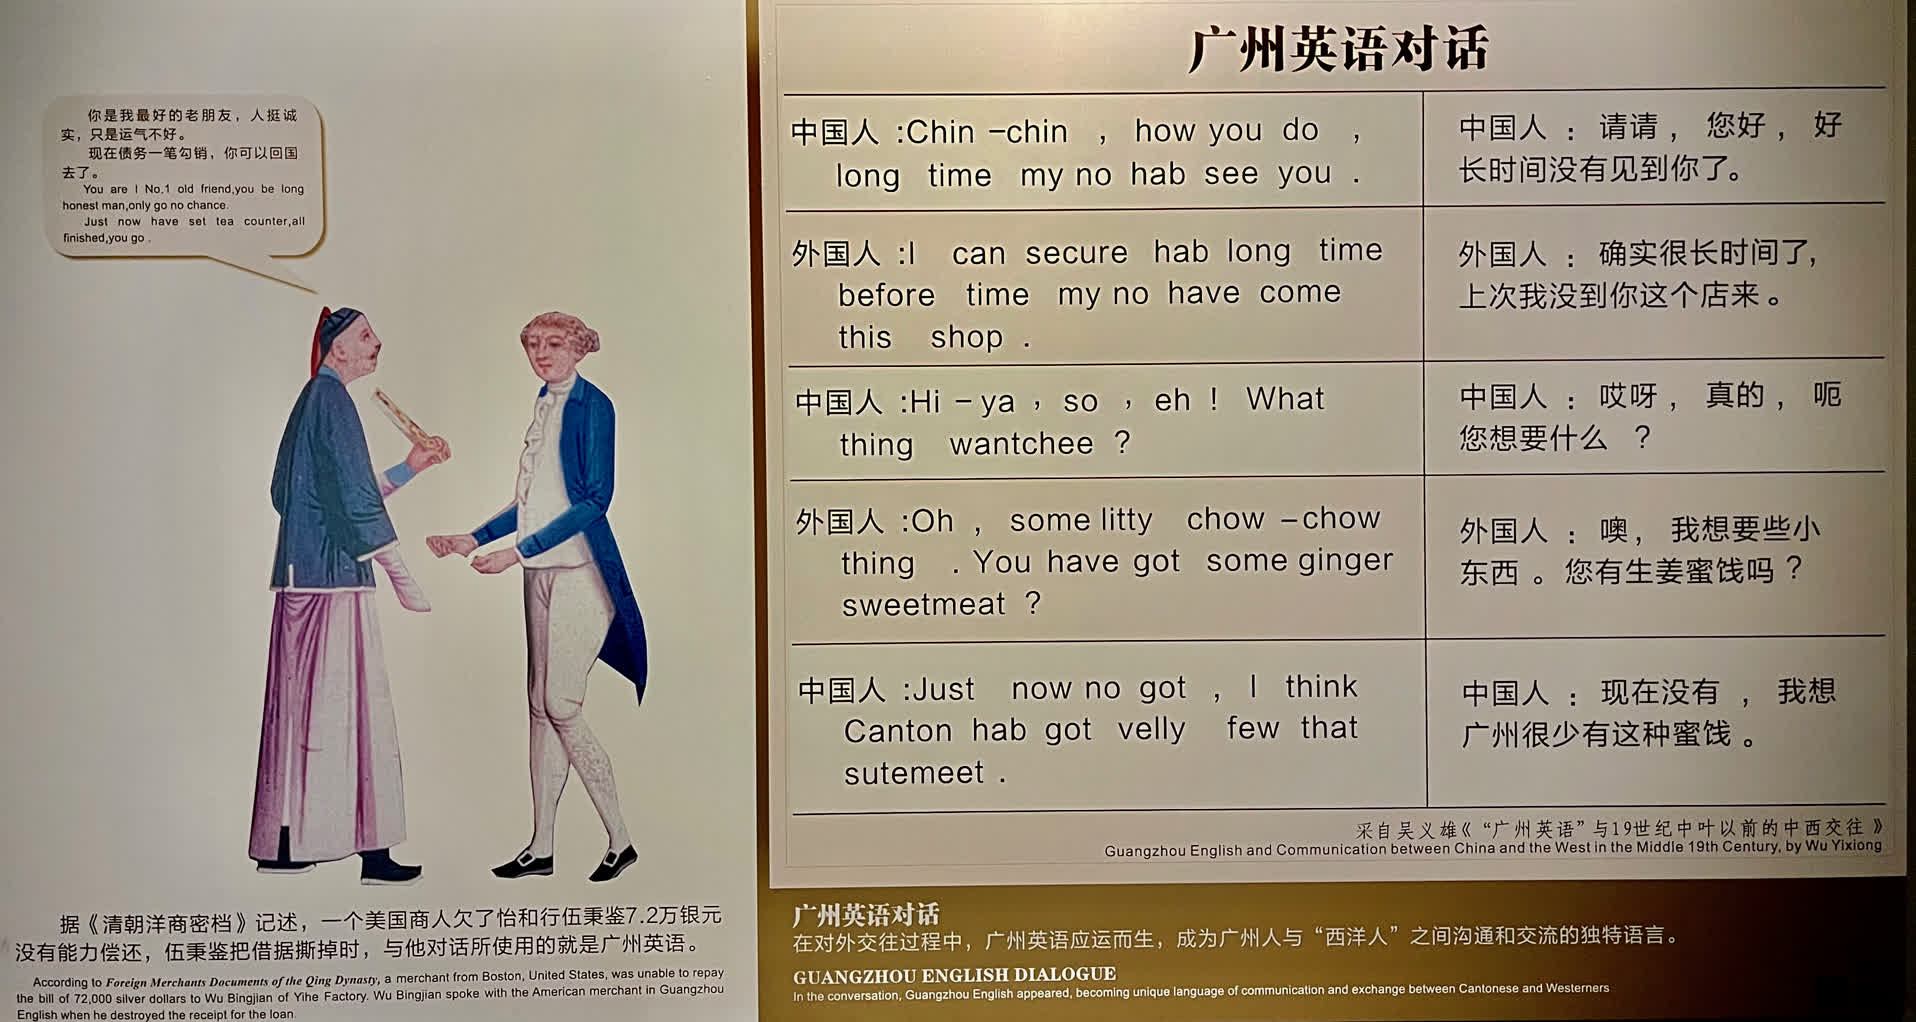 你是我最好的老朋友，人挺诚
实，只是运气不好。
现在债务一笔勾销，你可以回国
去了。
You are I No.1 old friend,you be long
honest man,only go no chance.
Just now have set tea counter,all
finished,you go .
据《清朝洋商密档》记述，一个美国商人欠了怡和行伍秉鉴7.2万银元
没有能力偿还，伍秉鉴把借据撕掉时，与他对话所使用的就是广州英语。
According to Foreign Merchants Documents of the Qing Dynasty, a merchant from Boston, United States, was unable to repay
the bill of 72,000 silver dollars to Wu Bingjian of Yihe Factory. Wu Bingjian spoke with the American merchant in Guangzhou
English when he destroyed the receipt for the loan.
广州英语对话
中国人 :Chin –chin , how you do ,
long time my no hab see you .
中国人 : 请请 , 您好 , 好
长时间没有见到你了。
外国人 :I can secure hab long time
before time my no have come
this shop .
外国人 : 确实很长时间了,
上次我没到你这个店来 。
中国人 :Hi – ya , so , eh ! What
thing wantchee ?
中国人 : 哎呀 , 真的 , 呃
您想要什么 ?
外国人 :Oh , some litty chow –chow
thing . You have got some ginger
sweetmeat ?
外国人 : 噢 , 我想要些小
东西 。 您有生姜蜜饯吗 ?
中国人 :Just now no got , I think
Canton hab got velly few that
sutemeet .
中国人 : 现在没有 , 我想
广州很少有这种蜜饯 。
采自吴义雄《 “广州英语” 与19世纪中叶以前的中西交往 》
Guangzhou English and Communication between China and the West in the Middle 19th Century, by Wu Yixiong
广州英语对话
在对外交往过程中，广州英语应运而生，成为广州人与“西洋人”之间沟通和交流的独特语言。
GUANGZHOU ENGLISH DIALOGUE
In the conversation, Guangzhou English appeared, becoming unique language of communication and exchange between Cantonese and Westerners